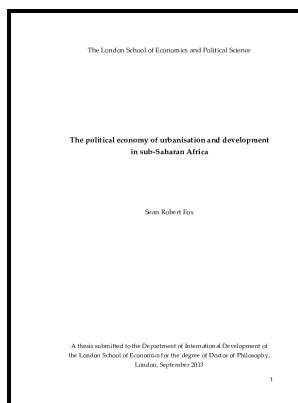 The London School of Economics and Political Science
The political economy of urbanisation and development
in sub-Saharan Africa
Sean Robert Fox
A thesis submitted to the Department of International Development of
the London School of Economics for the degree of Doctor of Philosophy,
London, September 2013
1